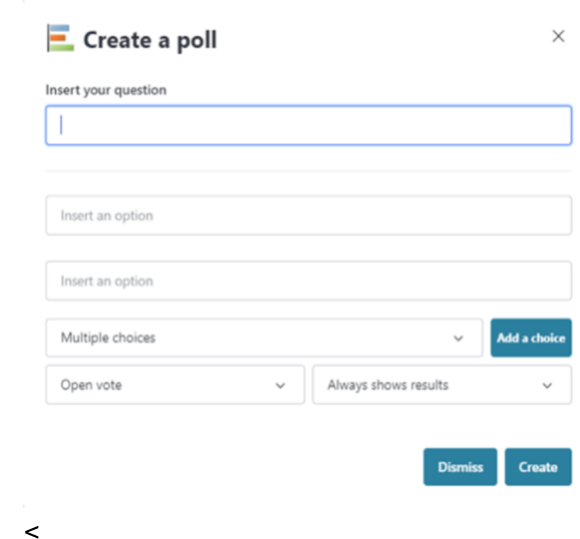 Create a poll
Insert your question
Insert an option
Insert an option
Multiple choices Add a choice
Open vote Always shows results
Dismiss Create
<